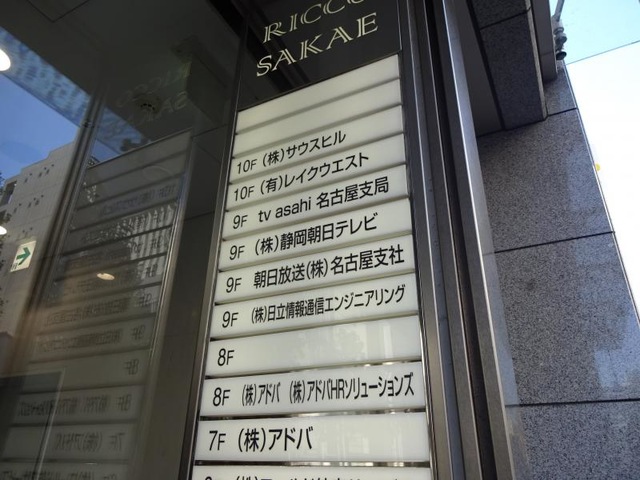 RICCO
SAKAE
10F (株)サウスヒル
10F (有)レイクウエスト
9F tv asahi 名古屋支局
9F (株)静岡朝日テレビ
9F 朝日放送(株)名古屋支社
9F (株)日立情報通信エンジニアリング
8F
8F (株)アドバ (株)アドバHRソリューションズ
7F (株)アドバ